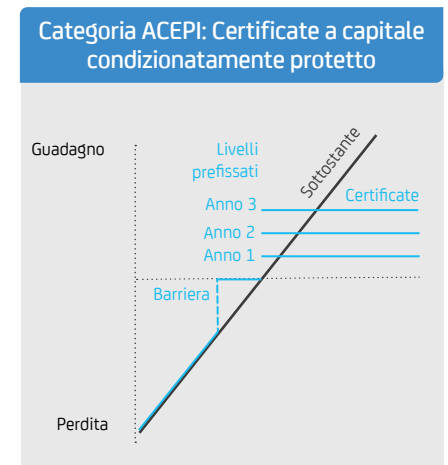 Categoria ACEPI: Certificate a capitale
condizionatamente protetto
Guadagno
Livelli
prefissati
Sottostante
Anno 3
Certificate
Anno 2
Anno 1
Barriera
Perdita